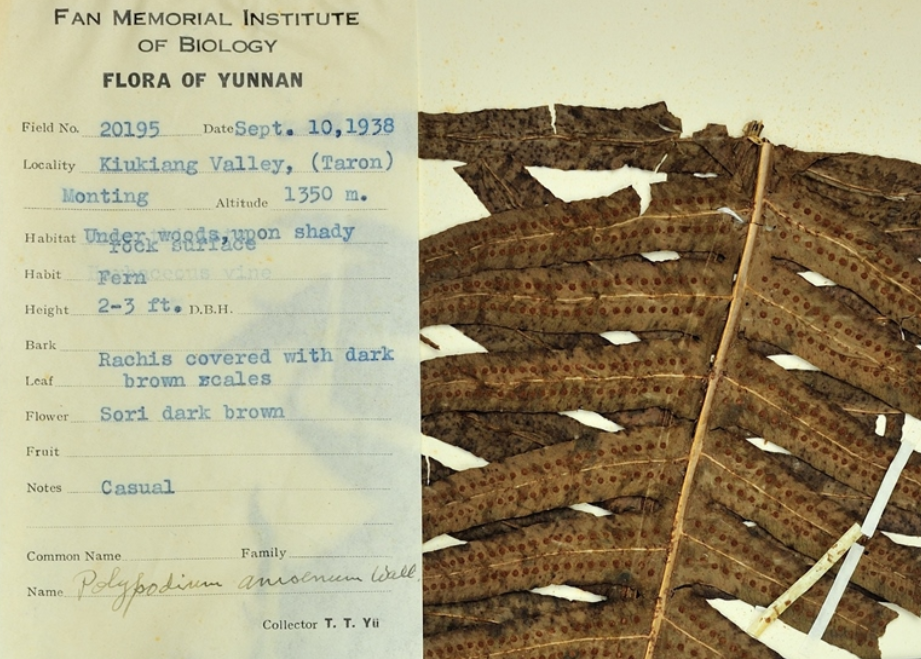 FAN MEMORIAL INSTITUTE
OF BIOLOGY
FLORA OF YUNNAN
Field No. 20195 Date Sept. 10, 1938
Locality Kiukiang Valley, (Taron)
Monting Altitude 1350 m.
Habitat Under woods, upon shady
rock surface
Habit Fern
Height 2-3 ft. D.B.H.
Bark
Rachis covered with dark
Leaf brown scales
Flower Sori dark brown
Fruit
Notes Casual
Common Name Family
Name Polypodium amoenum Wall.
Collector T. T. Yü